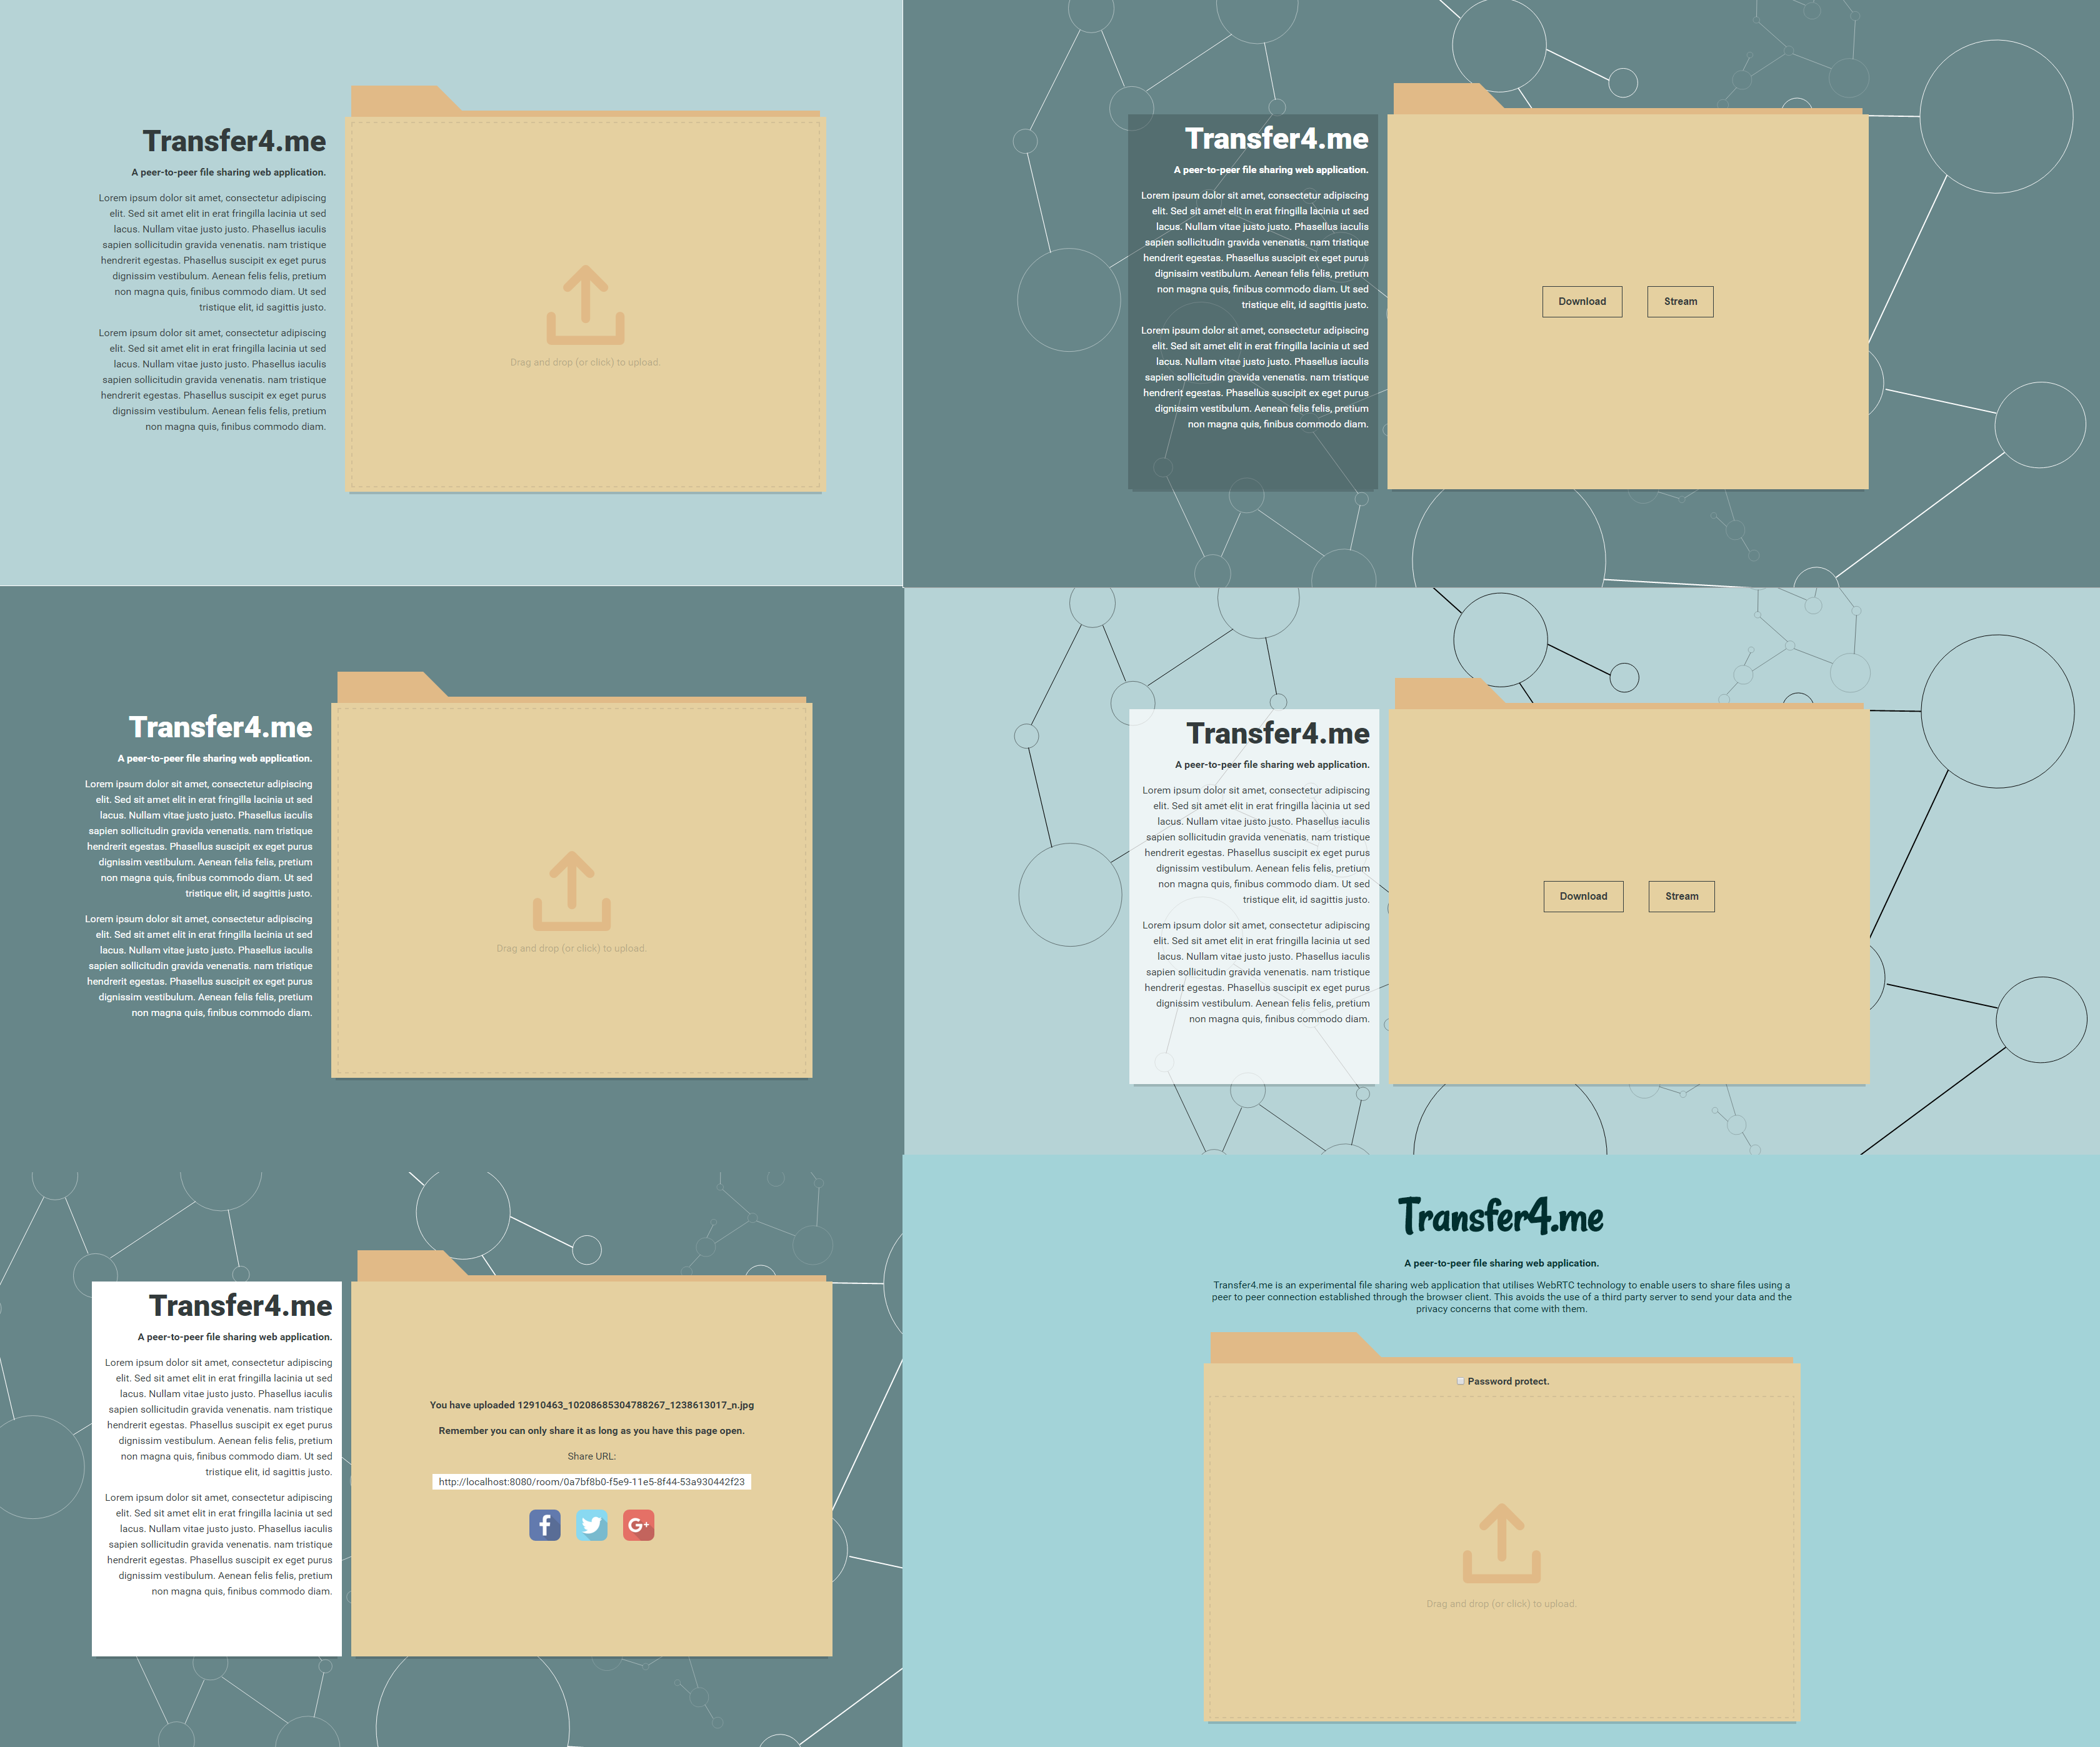 Transfer4.me
A peer-to-peer file sharing web application.
Lorem ipsum dolor sit amet, consectetur adipiscing
elit. Sed sit amet elit in erat fringilla lacinia ut sed
lacus. Nullam vitae justo justo. Phasellus iaculis
sapien sollicitudin gravida venenatis. nam tristique
hendrerit egestas. Phasellus suscipit ex eget purus
dignissim vestibulum. Aenean felis felis, pretium
non magna quis, finibus commodo diam. Ut sed
tristique elit, id sagittis justo.
Lorem ipsum dolor sit amet, consectetur adipiscing
elit. Sed sit amet elit in erat fringilla lacinia ut sed
lacus. Nullam vitae justo justo. Phasellus iaculis
sapien sollicitudin gravida venenatis. nam tristique
hendrerit egestas. Phasellus suscipit ex eget purus
dignissim vestibulum. Aenean felis felis, pretium
non magna quis, finibus commodo diam.
Drag and drop (or click) to upload.
Transfer4.me
A peer-to-peer file sharing web application.
Lorem ipsum dolor sit amet, consectetur adipiscing
elit. Sed sit amet elit in erat fringilla lacinia ut sed
lacus. Nullam vitae justo justo. Phasellus iaculis
sapien sollicitudin gravida venenatis. nam tristique
hendrerit egestas. Phasellus suscipit ex eget purus
dignissim vestibulum. Aenean felis felis, pretium
non magna quis, finibus commodo diam. Ut sed
tristique elit, id sagittis justo.
Lorem ipsum dolor sit amet, consectetur adipiscing
elit. Sed sit amet elit in erat fringilla lacinia ut sed
lacus. Nullam vitae justo justo. Phasellus iaculis
sapien sollicitudin gravida venenatis. nam tristique
hendrerit egestas. Phasellus suscipit ex eget purus
dignissim vestibulum. Aenean felis felis, pretium
non magna quis, finibus commodo diam.
Download Stream
Transfer4.me
A peer-to-peer file sharing web application.
Lorem ipsum dolor sit amet, consectetur adipiscing
elit. Sed sit amet elit in erat fringilla lacinia ut sed
lacus. Nullam vitae justo justo. Phasellus iaculis
sapien sollicitudin gravida venenatis. nam tristique
hendrerit egestas. Phasellus suscipit ex eget purus
dignissim vestibulum. Aenean felis felis, pretium
non magna quis, finibus commodo diam. Ut sed
tristique elit, id sagittis justo.
Lorem ipsum dolor sit amet, consectetur adipiscing
elit. Sed sit amet elit in erat fringilla lacinia ut sed
lacus. Nullam vitae justo justo. Phasellus iaculis
sapien sollicitudin gravida venenatis. nam tristique
hendrerit egestas. Phasellus suscipit ex eget purus
dignissim vestibulum. Aenean felis felis, pretium
non magna quis, finibus commodo diam.
Drag and drop (or click) to upload.
Transfer4.me
A peer-to-peer file sharing web application.
Lorem ipsum dolor sit amet, consectetur adipiscing
elit. Sed sit amet elit in erat fringilla lacinia ut sed
lacus. Nullam vitae justo justo. Phasellus iaculis
sapien sollicitudin gravida venenatis. nam tristique
hendrerit egestas. Phasellus suscipit ex eget purus
dignissim vestibulum. Aenean felis felis, pretium
non magna quis, finibus commodo diam. Ut sed
tristique elit, id sagittis justo.
Lorem ipsum dolor sit amet, consectetur adipiscing
elit. Sed sit amet elit in erat fringilla lacinia ut sed
lacus. Nullam vitae justo justo. Phasellus iaculis
sapien sollicitudin gravida venenatis. nam tristique
hendrerit egestas. Phasellus suscipit ex eget purus
dignissim vestibulum. Aenean felis felis, pretium
non magna quis, finibus commodo diam.
Download Stream
Transfer4.me
A peer-to-peer file sharing web application.
Lorem ipsum dolor sit amet, consectetur adipiscing
elit. Sed sit amet elit in erat fringilla lacinia ut sed
lacus. Nullam vitae justo justo. Phasellus iaculis
sapien sollicitudin gravida venenatis. nam tristique
hendrerit egestas. Phasellus suscipit ex eget purus
dignissim vestibulum. Aenean felis felis, pretium
non magna quis, finibus commodo diam. Ut sed
tristique elit, id sagittis justo.
Lorem ipsum dolor sit amet, consectetur adipiscing
elit. Sed sit amet elit in erat fringilla lacinia ut sed
lacus. Nullam vitae justo justo. Phasellus iaculis
sapien sollicitudin gravida venenatis. nam tristique
hendrerit egestas. Phasellus suscipit ex eget purus
dignissim vestibulum. Aenean felis felis, pretium
non magna quis, finibus commodo diam.
You have uploaded 12910463_10208685304788267_1238613017_n.jpg
Remember you can only share it as long as you have this page open.
Share URL:
http://localhost:8080/room/0a7bf8b0-f5e9-11e5-8f44-53a930442f23
f G+
Transfer4.me
A peer-to-peer file sharing web application.
Transfer4.me is an experimental file sharing web application that utilises WebRTC technology to enable users to share files using a
peer to peer connection established through the browser client. This avoids the use of a third party server to send your data and the
privacy concerns that come with them.
Password protect.
Drag and drop (or click) to upload.